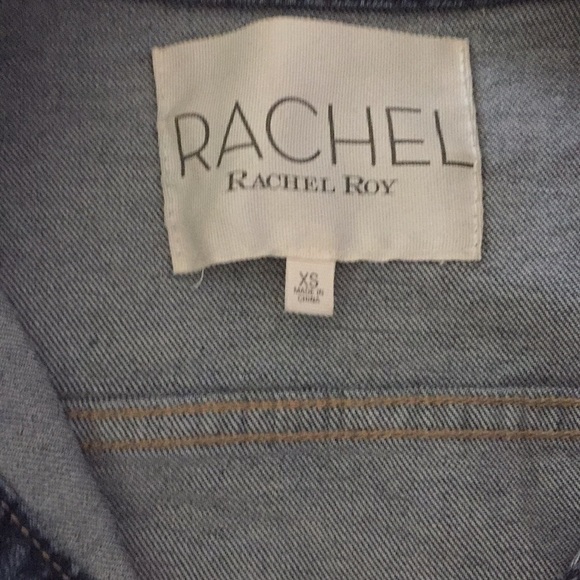 RACHEL
RACHEL ROY
XS
MADE IN
CHINA